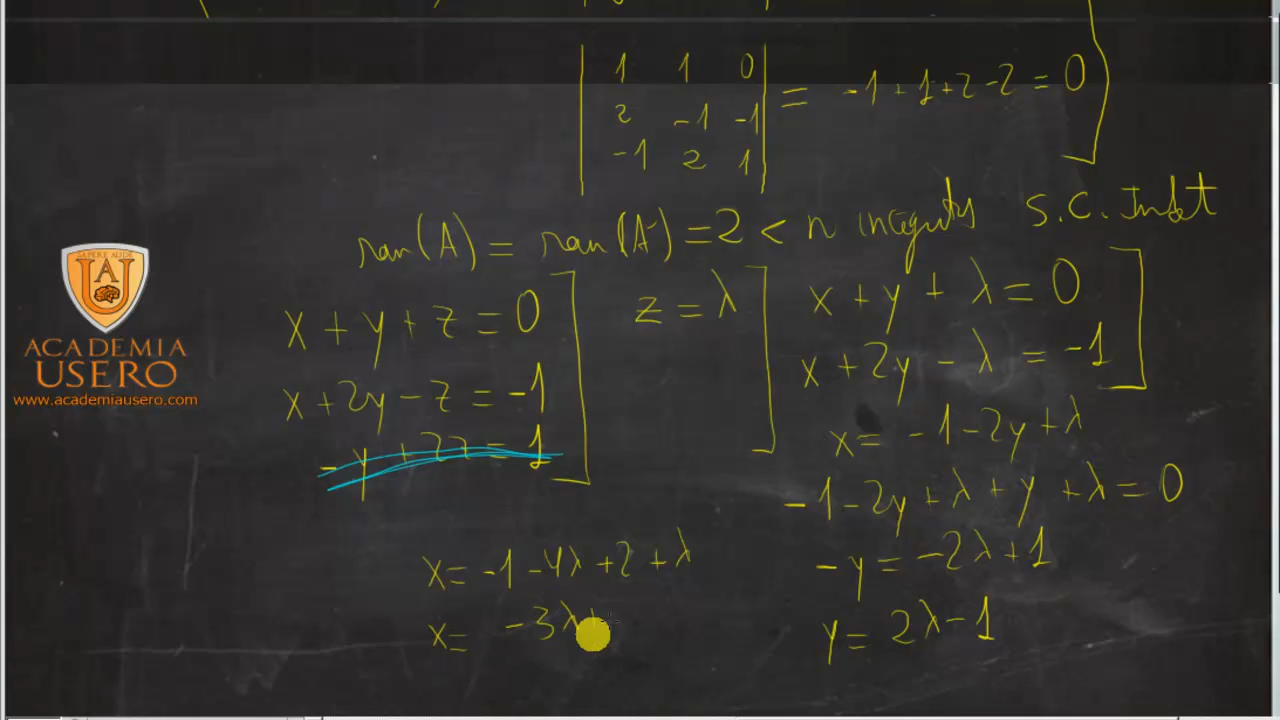 1 1 0
2 -1 -1 = -1+1+2-2=0
-1 2 1
ran(A) = ran(A') = 2 < n incógnits S.C. Indet
x+y+z=0
x+2y-z=-1
-y+2z=1
z=λ
x+y+λ=0
x+2y-λ=-1
x=-1-2y+λ
-1-2y+λ+y+λ=0
-y=-2λ+1
y=2λ-1
x=-1-4λ+2+λ
x= -3λ+
SAPERE AUDE
UA
ACADEMIA
USERO
www.academiausero.com